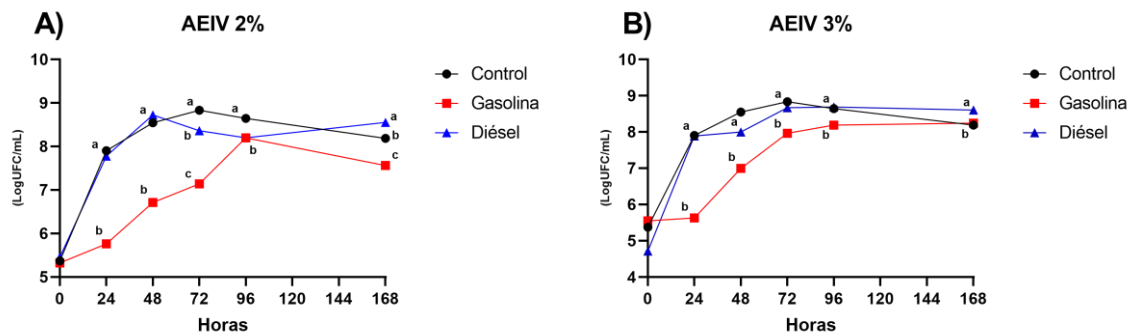 A)
AEIV 2%
(LogUFC/mL)
10
9
8
7
6
5
a
a
a
a
a
b
b
b
b
b
c
c
0 24 48 72 96 120 144 168
Horas
Control
Gasolina
Diésel
B)
AEIV 3%
(LogUFC/mL)
10
9
8
7
6
5
4
a
a
a
a
a
b
b
b
b
b
0 24 48 72 96 120 144 168
Horas
Control
Gasolina
Diésel